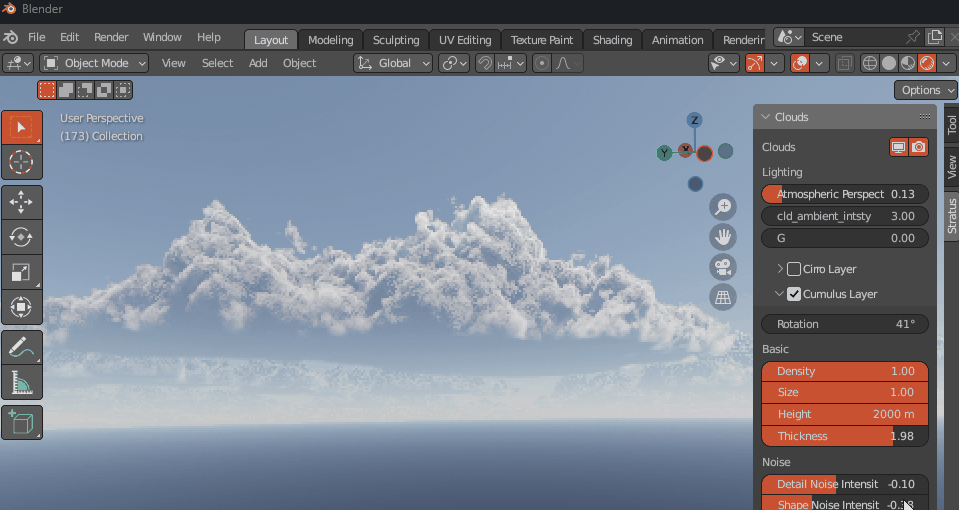 Blender
File Edit Render Window Help Layout Modeling Sculpting UV Editing Texture Paint Shading Animation Renderin Scene
Object Mode View Select Add Object Global
Options
User Perspective
(173) Collection
Z
Y
X
Clouds
Clouds
Lighting
Atmospheric Perspect 0.13
cld_ambient_intsty 3.00
G 0.00
Cirro Layer
Cumulus Layer
Rotation 41°
Basic
Density 1.00
Size 1.00
Height 2000 m
Thickness 1.98
Noise
Detail Noise Intensit -0.10
Shape Noise Intensit
Tool
View
Stratus